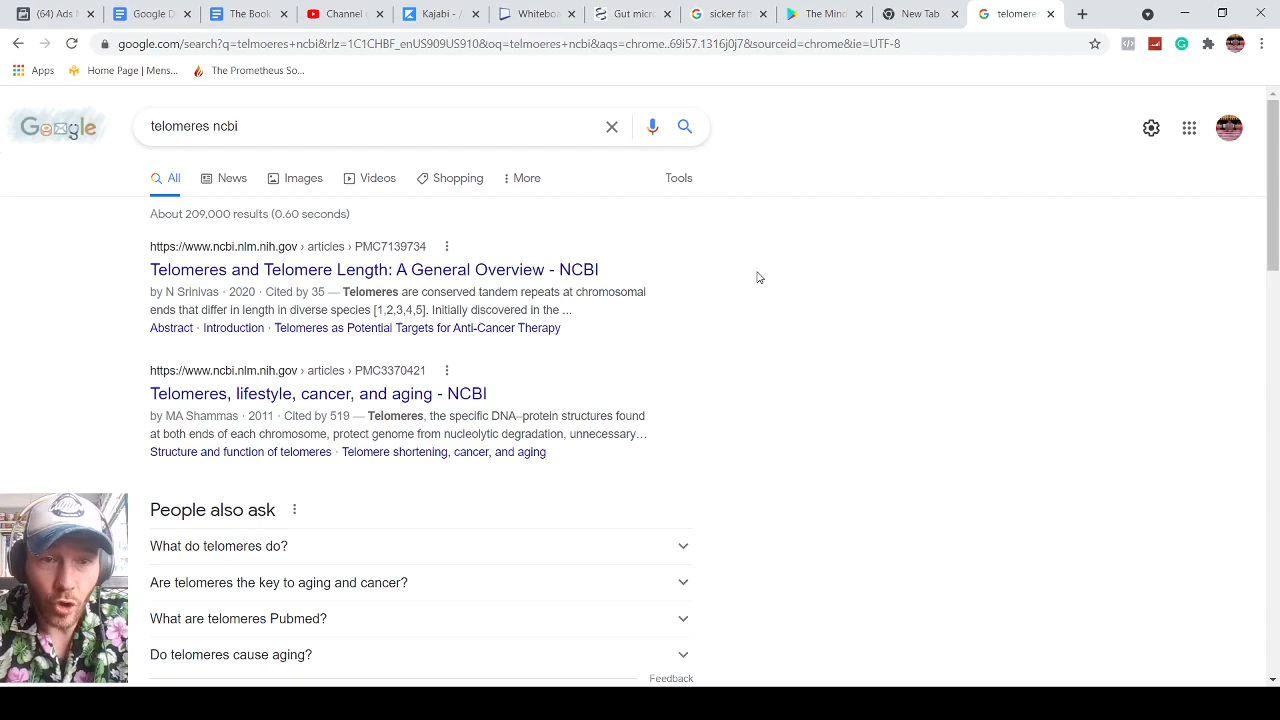 (64) Ads M
Google D
The Book
Channel c
Kajabi - /
Whiteboa
Gut micro
sicker fatt
The Mind
New Tab
telomeres
google.com/search?q=telmoeres+ncbi&rlz=1C1CHBF_enUS909US910&oq=telmoeres+ncbi&aqs=chrome..69i57.1316j0j7&sourceid=chrome&ie=UTF-8
Apps
Home Page | Mens...
The Prometheus So...
Google
telomeres ncbi
All
News
Images
Videos
Shopping
More
Tools
About 209,000 results (0.60 seconds)
https://www.ncbi.nlm.nih.gov › articles › PMC7139734
Telomeres and Telomere Length: A General Overview - NCBI
by N Srinivas · 2020 · Cited by 35 — Telomeres are conserved tandem repeats at chromosomal
ends that differ in length in diverse species [1,2,3,4,5]. Initially discovered in the ...
Abstract · Introduction · Telomeres as Potential Targets for Anti-Cancer Therapy
https://www.ncbi.nlm.nih.gov › articles › PMC3370421
Telomeres, lifestyle, cancer, and aging - NCBI
by MA Shammas · 2011 · Cited by 519 — Telomeres, the specific DNA–protein structures found
at both ends of each chromosome, protect genome from nucleolytic degradation, unnecessary...
Structure and function of telomeres · Telomere shortening, cancer, and aging
People also ask
What do telomeres do?
Are telomeres the key to aging and cancer?
What are telomeres Pubmed?
Do telomeres cause aging?
Feedback